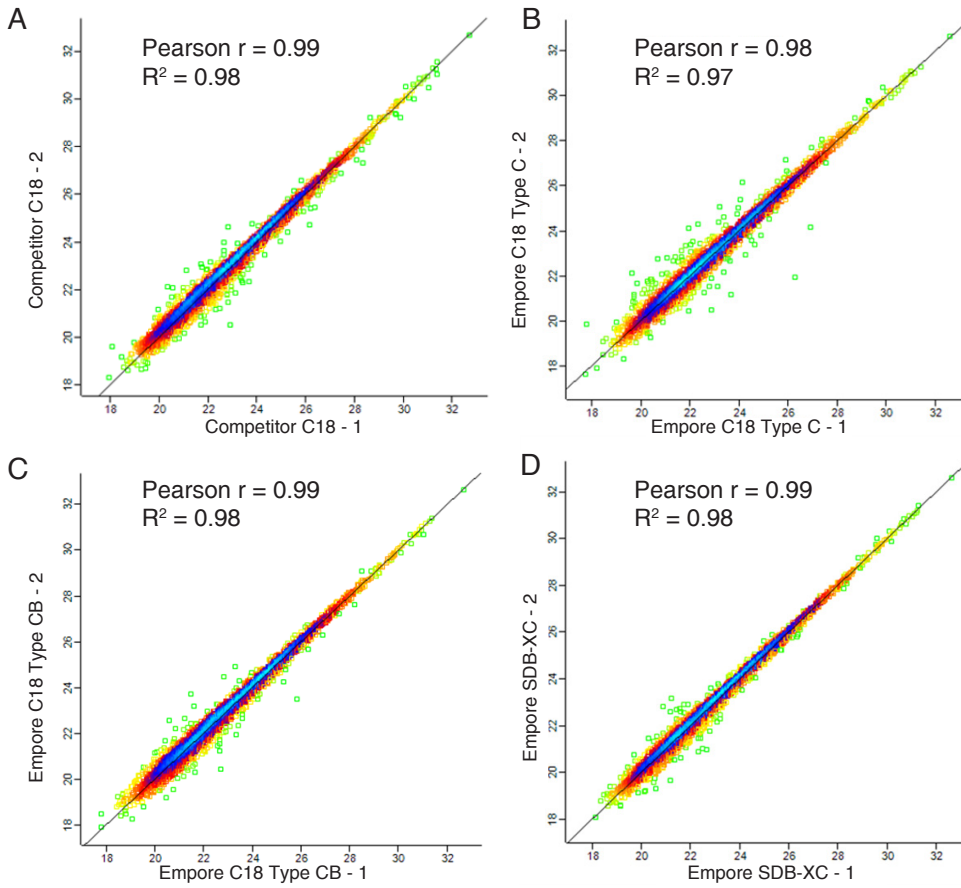 A
Pearson r = 0.99
R² = 0.98
Competitor C18 - 2
32
30
28
26
24
22
20
18
18 20 22 24 26 28 30 32
Competitor C18 - 1
B
Pearson r = 0.98
R² = 0.97
Empore C18 Type C - 2
32
30
28
26
24
22
20
18
18 20 22 24 26 28 30 32
Empore C18 Type C - 1
C
Pearson r = 0.99
R² = 0.98
Empore C18 Type CB - 2
32
30
28
26
24
22
20
18
18 20 22 24 26 28 30 32
Empore C18 Type CB - 1
D
Pearson r = 0.99
R² = 0.98
Empore SDB-XC - 2
32
30
28
26
24
22
20
18
18 20 22 24 26 28 30 32
Empore SDB-XC - 1